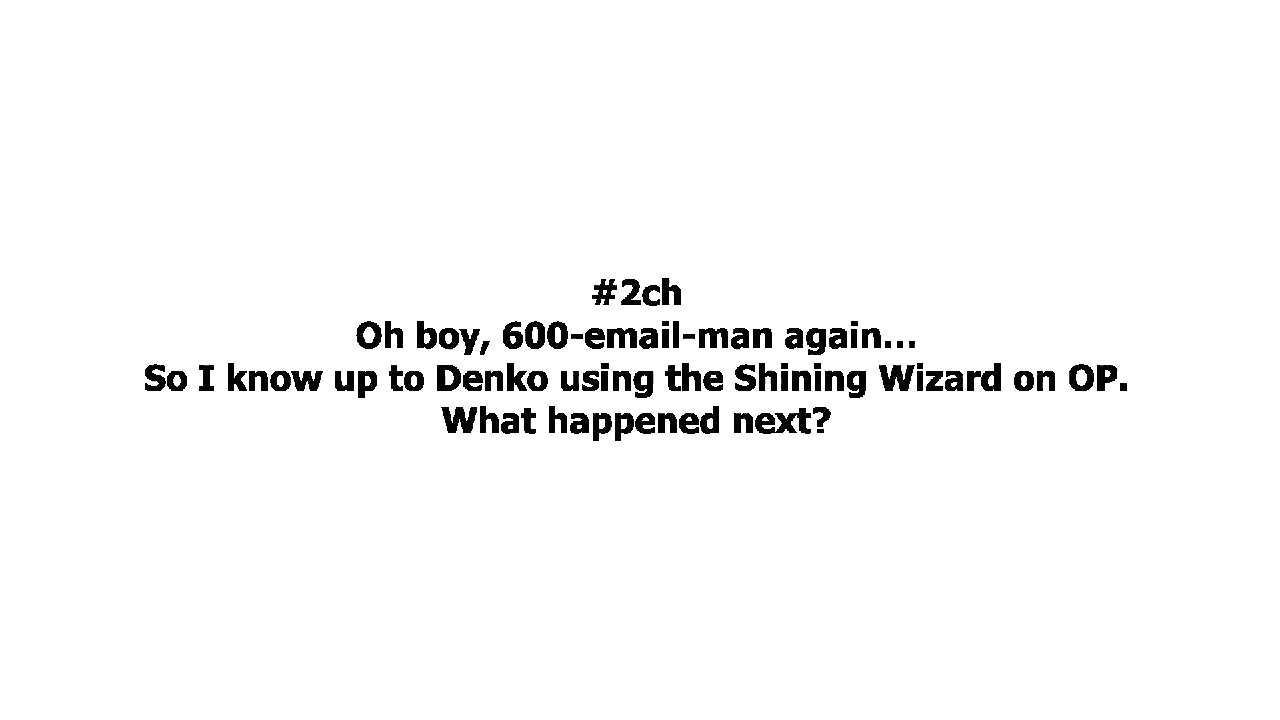 #2ch
Oh boy, 600-email-man again...
So I know up to Denko using the Shining Wizard on OP.
What happened next?